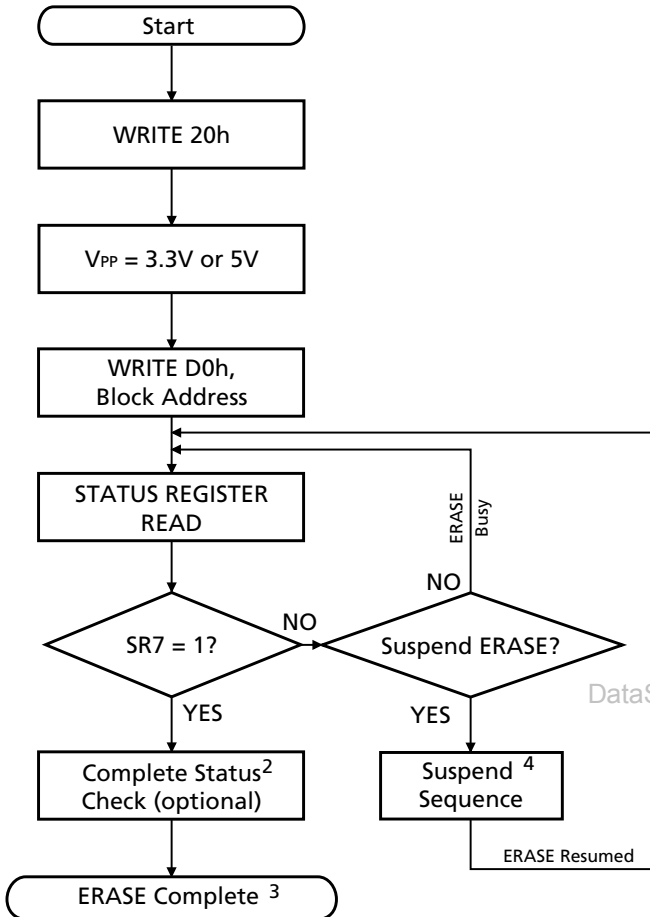 Start
WRITE 20h
VPP = 3.3V or 5V
WRITE D0h,
Block Address
STATUS REGISTER
READ
ERASE
Busy
NO
NO
SR7 = 1?
Suspend ERASE?
YES
YES
DataS
Complete Status2
Check (optional)
Suspend 4
Sequence
ERASE Resumed
ERASE Complete 3